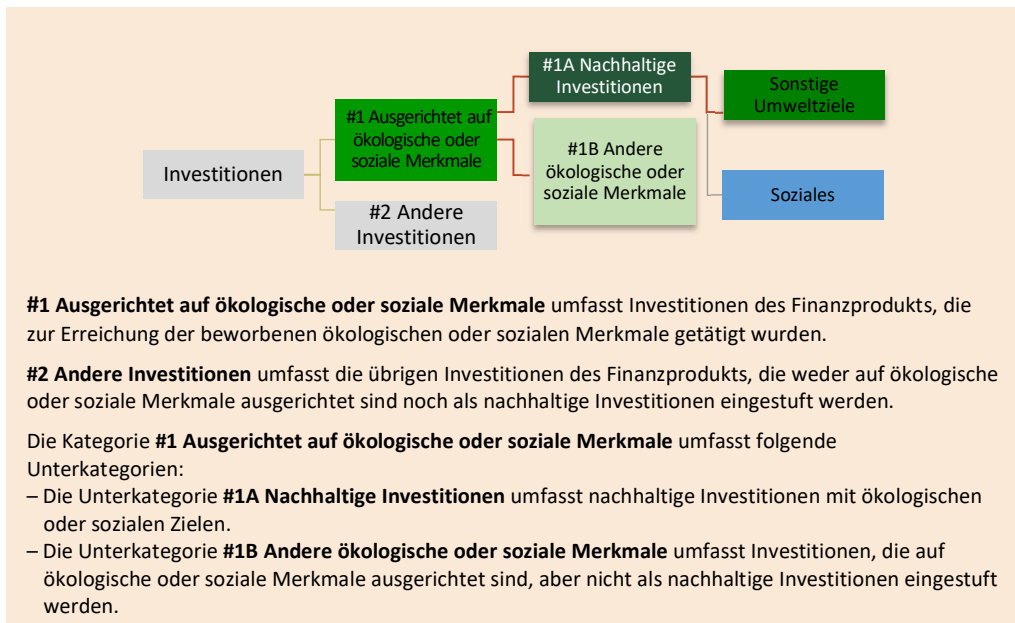 #1A Nachhaltige
Investitionen
Sonstige
Umweltziele
#1 Ausgerichtet auf
ökologische oder
soziale Merkmale
#1B Andere
ökologische oder
soziale Merkmale
Investitionen
Soziales
#2 Andere
Investitionen
#1 Ausgerichtet auf ökologische oder soziale Merkmale umfasst Investitionen des Finanzprodukts, die
zur Erreichung der beworbenen ökologischen oder sozialen Merkmale getätigt wurden.
#2 Andere Investitionen umfasst die übrigen Investitionen des Finanzprodukts, die weder auf ökologische
oder soziale Merkmale ausgerichtet sind noch als nachhaltige Investitionen eingestuft werden.
Die Kategorie #1 Ausgerichtet auf ökologische oder soziale Merkmale umfasst folgende
Unterkategorien:
– Die Unterkategorie #1A Nachhaltige Investitionen umfasst nachhaltige Investitionen mit ökologischen
oder sozialen Zielen.
– Die Unterkategorie #1B Andere ökologische oder soziale Merkmale umfasst Investitionen, die auf
ökologische oder soziale Merkmale ausgerichtet sind, aber nicht als nachhaltige Investitionen eingestuft
werden.